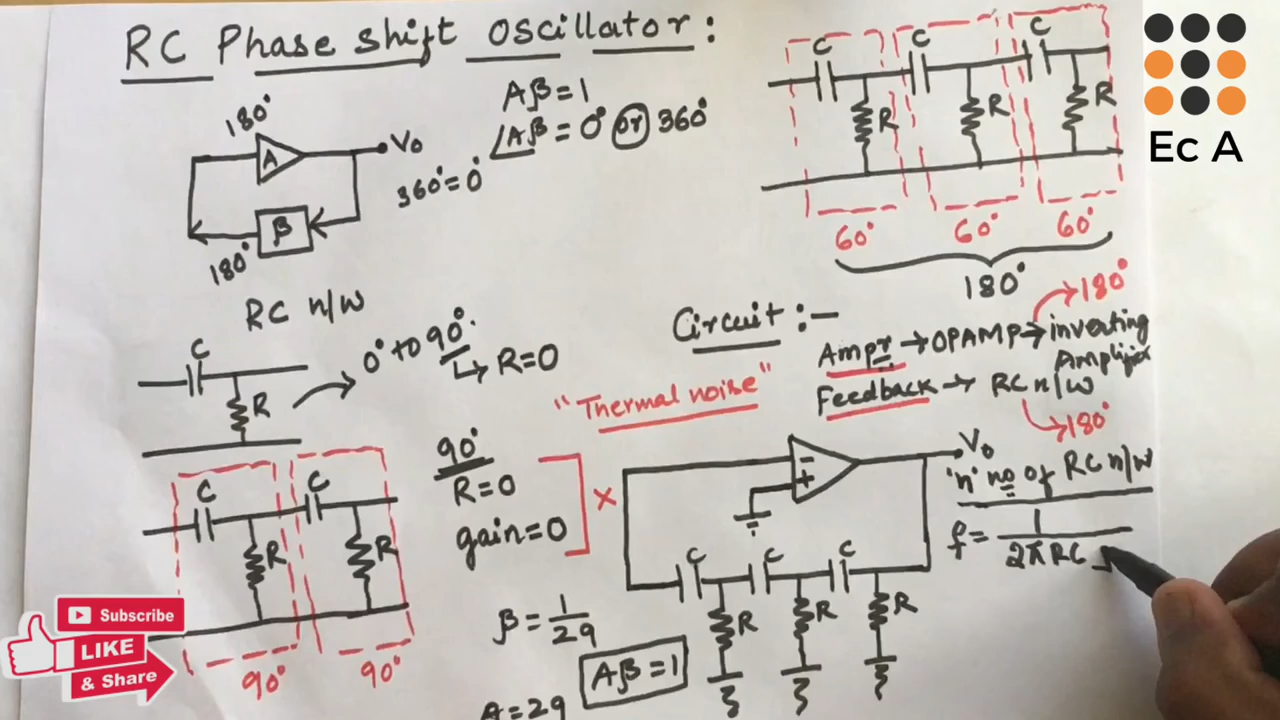 RC Phase shift Oscillator:
Aβ=1
∠Aβ = 0° or 360°
180°
A
Vo
360°=0°
β
180°
C
C
C
R
R
R
60°
60°
60°
180°
Ec A
RC n/w
C
R
0° to 90°.
R=0
Circuit:-
180°
Ampr → OPAMP → inverting
Amplifier
Feedback → RC n/w
180°
"Thermal noise"
C
C
R
R
90°
90°
90°
R=0
gain=0
×
β = 1/29
Aβ=1
A=29
-
+
Vo
C
C
C
R
R
R
'n' no of RC n/w
f = 1/2πRC
Subscribe
LIKE
& Share